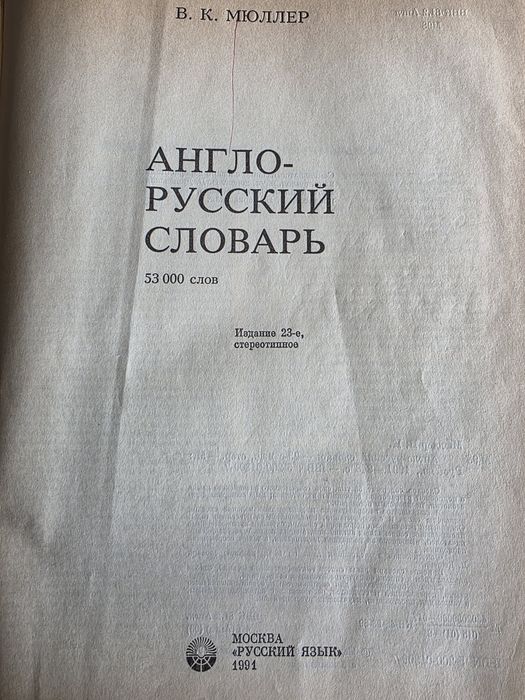 В. К. МЮЛЛЕР
АНГЛО-
РУССКИЙ
СЛОВАРЬ
53 000 слов
Издание 23-е,
стереотипное
МОСКВА
«РУССКИЙ ЯЗЫК»
1991